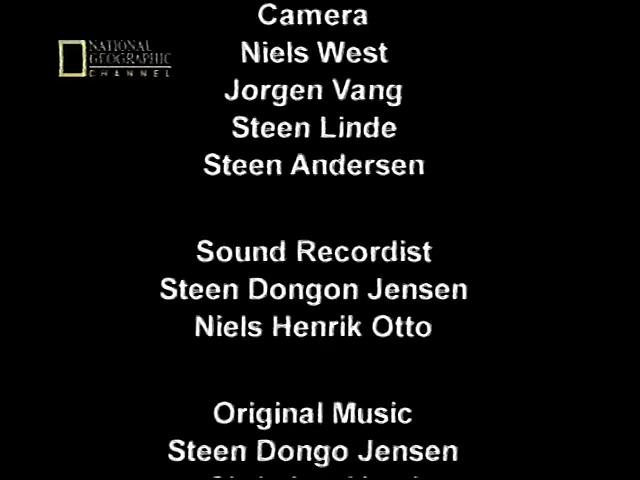 Camera
NATIONAL
GEOGRAPHIC
CHANNEL
Niels West
Jorgen Vang
Steen Linde
Steen Andersen
Sound Recordist
Steen Dongon Jensen
Niels Henrik Otto
Original Music
Steen Dongo Jensen